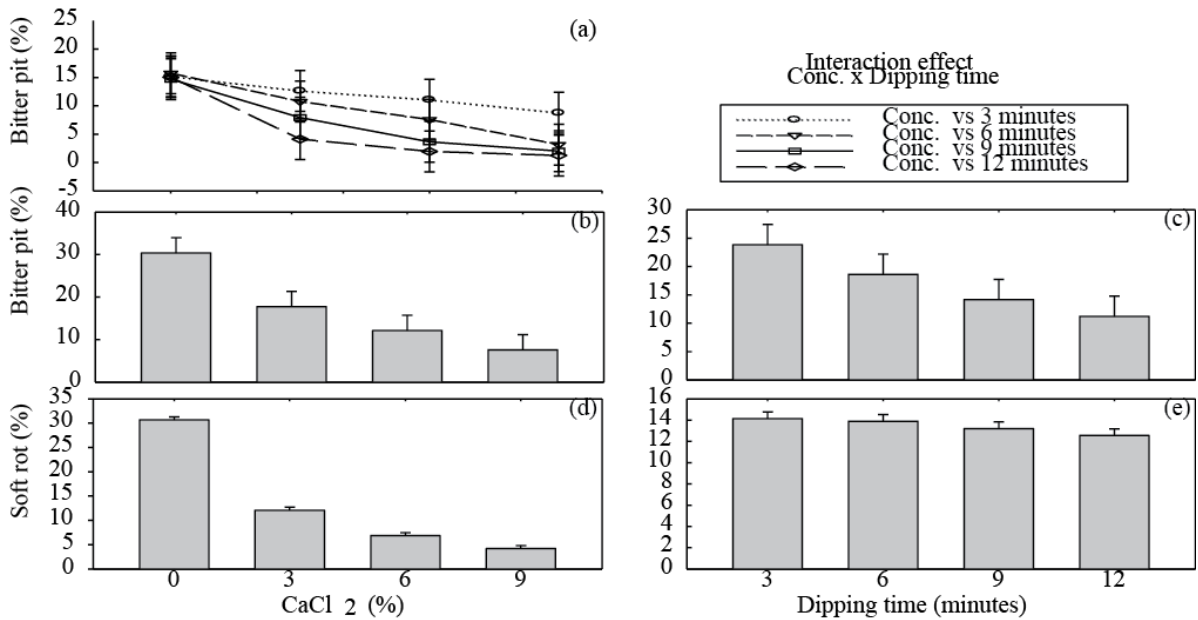 Bitter pit (%)
25
20
15
10
5
0
-5
(a)
Interaction effect
Conc. x Dipping time
Conc. vs 3 minutes
Conc. vs 6 minutes
Conc. vs 9 minutes
Conc. vs 12 minutes
Bitter pit (%)
40
30
20
10
0
(b)
30
25
20
15
10
5
0
(c)
Soft rot (%)
35
30
25
20
15
10
5
0
(d)
0 3 6 9
CaCl 2 (%)
16
14
12
10
8
6
4
2
0
(e)
3 6 9 12
Dipping time (minutes)